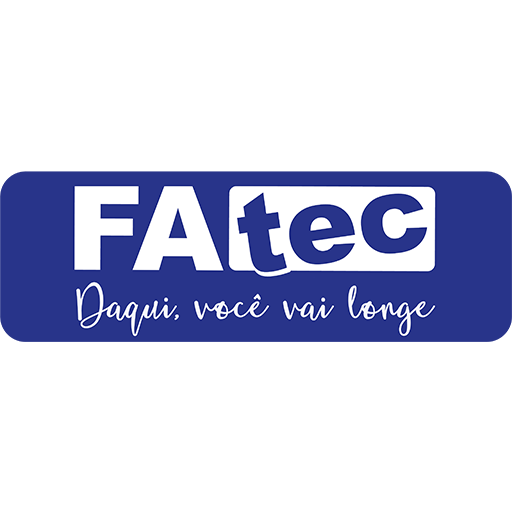 FAtec
Daqui, você vai longe